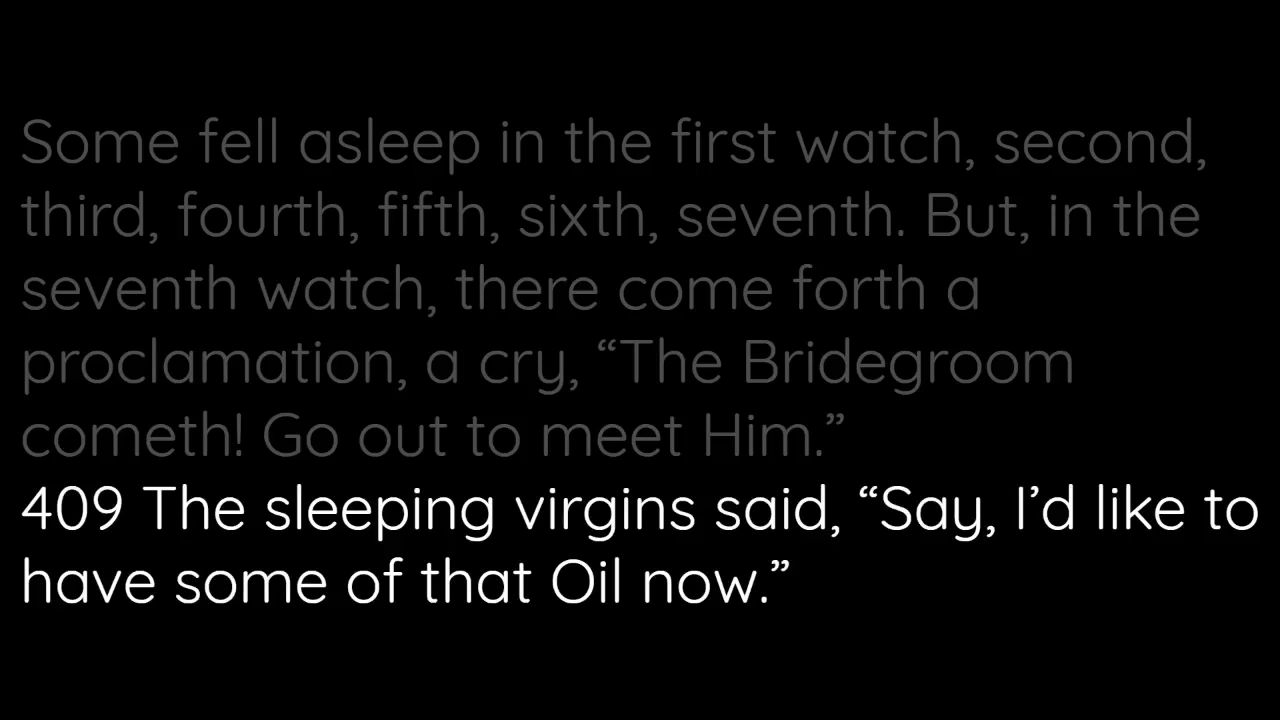 Some fell asleep in the first watch, second,
third, fourth, fifth, sixth, seventh. But, in the
seventh watch, there come forth a
proclamation, a cry, “The Bridegroom
cometh! Go out to meet Him.”
409 The sleeping virgins said, “Say, I’d like to
have some of that Oil now.”